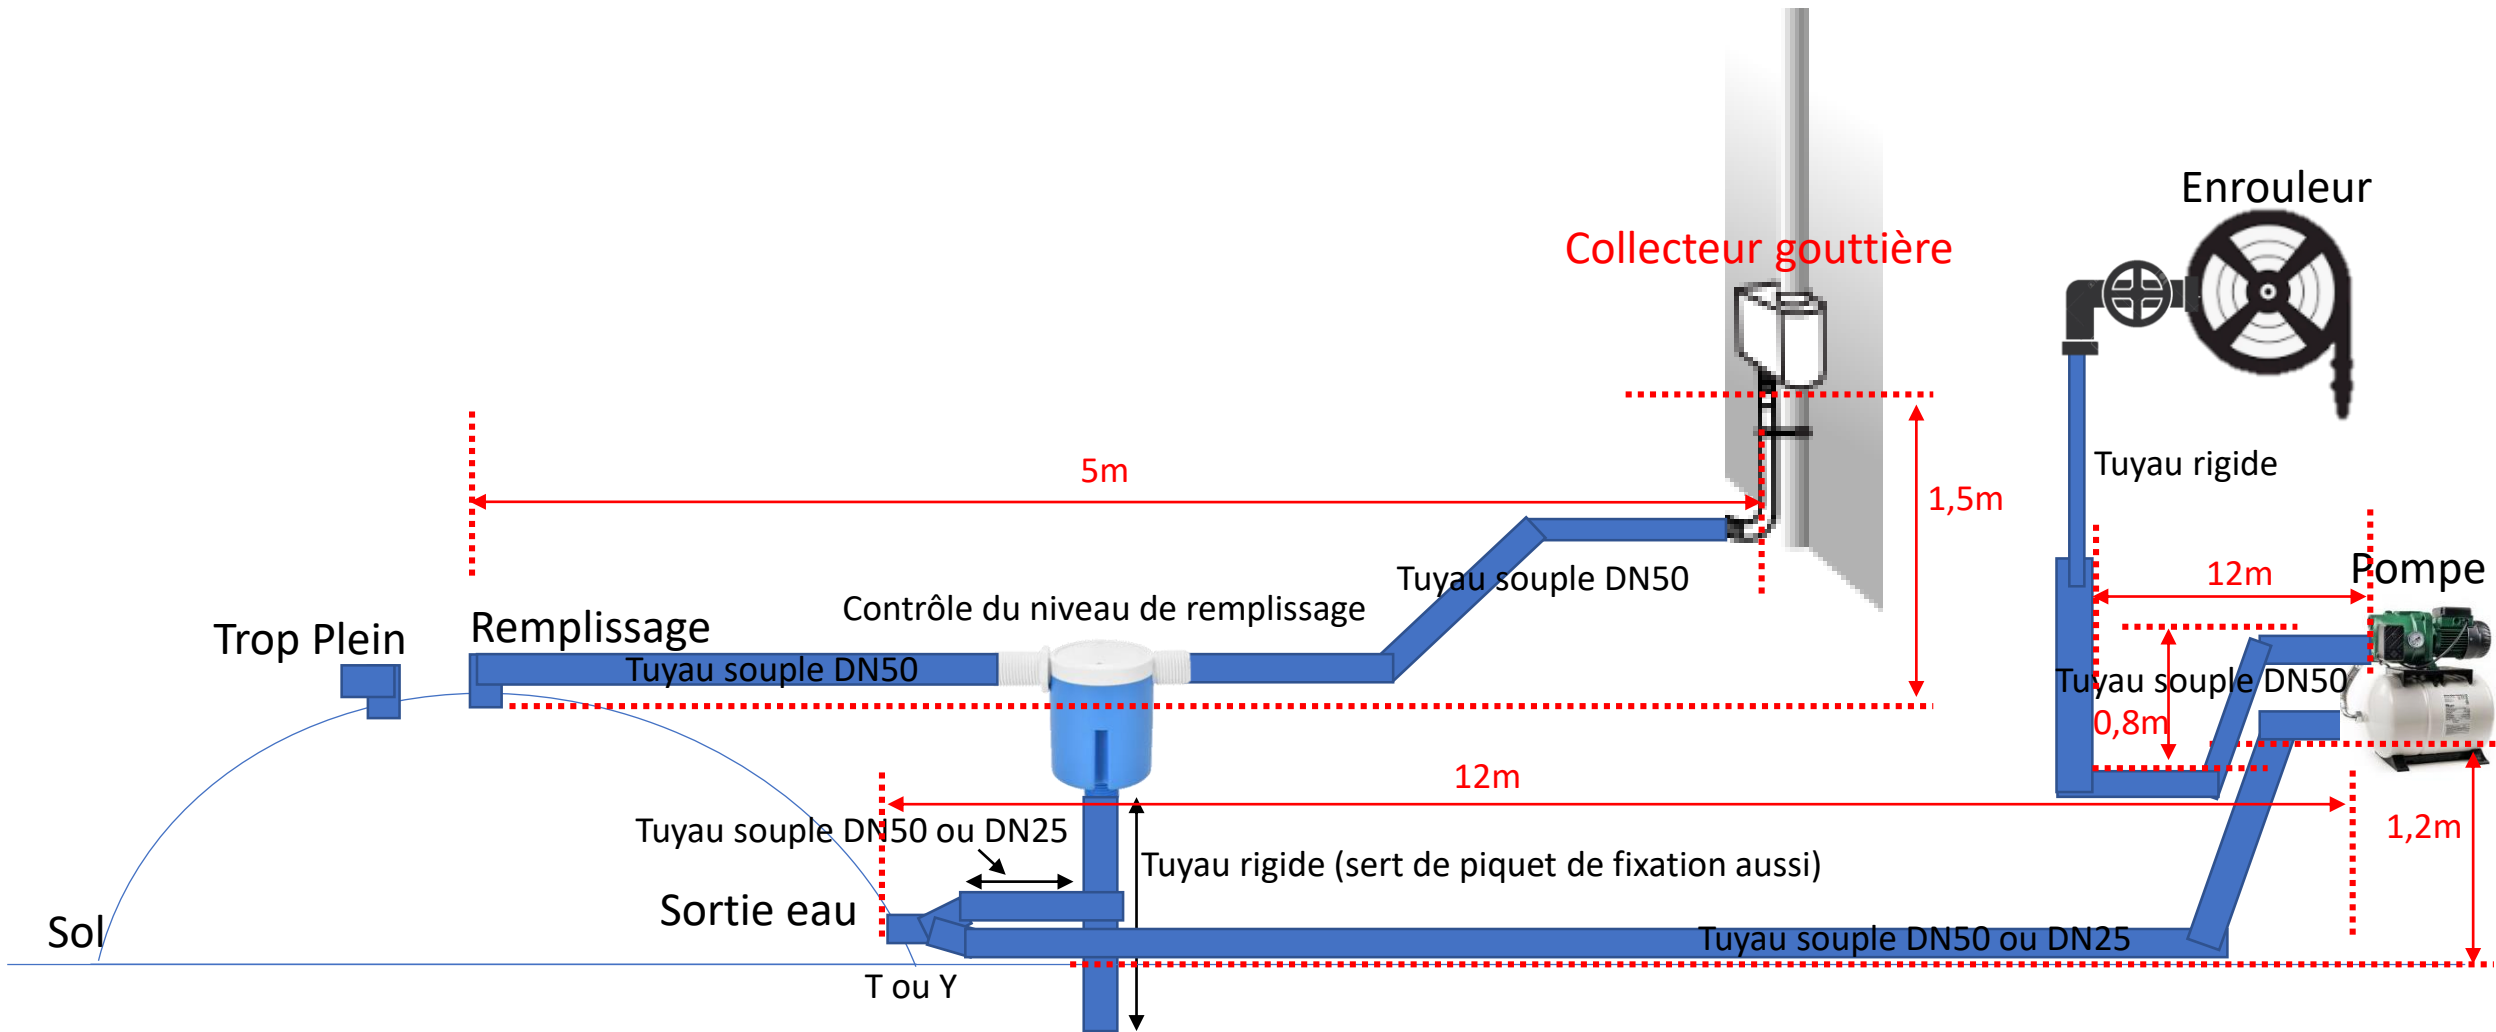 Enrouleur
Collecteur gouttière
5m
Tuyau rigide
1,5m
Pompe
12m
Tuyau souple DN50
Contrôle du niveau de remplissage
Remplissage
Trop Plein
Tuyau souple DN50
Tuyau souple DN50
0,8m
12m
Tuyau souple DN50 ou DN25
1,2m
Tuyau rigide (sert de piquet de fixation aussi)
Sortie eau
Sol
Tuyau souple DN50 ou DN25
T ou Y